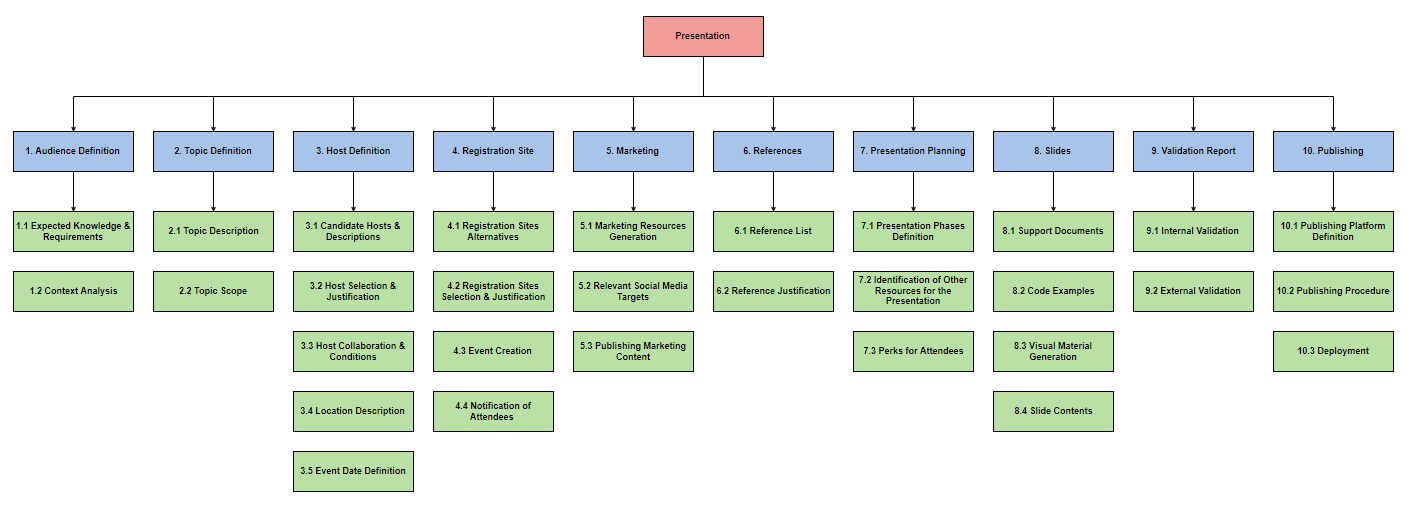 Presentation
1. Audience Definition
2. Topic Definition
3. Host Definition
4. Registration Site
5. Marketing
6. References
7. Presentation Planning
8. Slides
9. Validation Report
10. Publishing
1.1 Expected Knowledge &
Requirements
2.1 Topic Description
3.1 Candidate Hosts &
Descriptions
4.1 Registration Sites
Alternatives
5.1 Marketing Resources
Generation
6.1 Reference List
7.1 Presentation Phases
Definition
8.1 Support Documents
9.1 Internal Validation
10.1 Publishing Platform
Definition
1.2 Context Analysis
2.2 Topic Scope
3.2 Host Selection &
Justification
4.2 Registration Sites
Selection & Justification
5.2 Relevant Social Media
Targets
6.2 Reference Justification
7.2 Identification of Other
Resources for the
Presentation
8.2 Code Examples
9.2 External Validation
10.2 Publishing Procedure
3.3 Host Collaboration &
Conditions
4.3 Event Creation
5.3 Publishing Marketing
Content
7.3 Perks for Attendees
8.3 Visual Material
Generation
10.3 Deployment
3.4 Location Description
4.4 Notification of
Attendees
8.4 Slide Contents
3.5 Event Date Definition